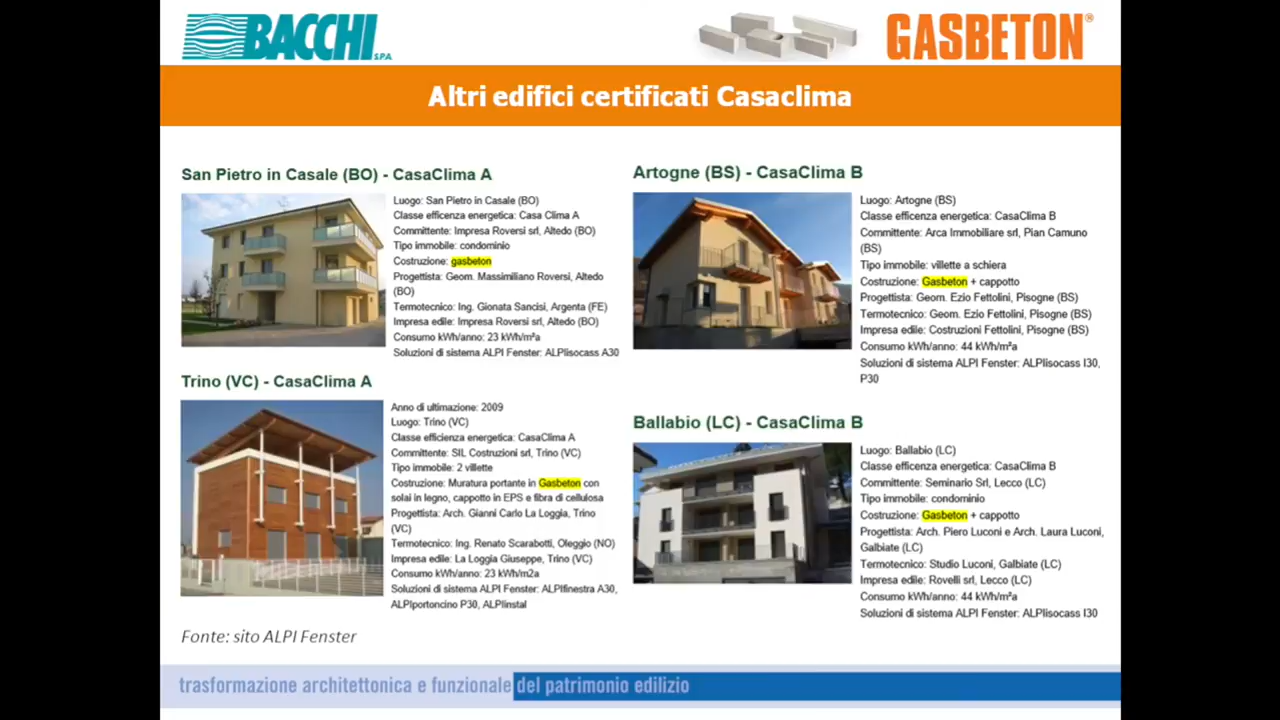 BACCHI SPA
GASBETON®
Altri edifici certificati Casaclima
San Pietro in Casale (BO) - CasaClima A
Luogo: San Pietro in Casale (BO)
Classe efficenza energetica: Casa Clima A
Committente: Impresa Roversi srl, Altedo (BO)
Tipo immobile: condominio
Costruzione: gasbeton
Progettista: Geom. Massimiliano Roversi, Altedo
(BO)
Termotecnico: Ing. Gionata Sancisi, Argenta (FE)
Impresa edile: Impresa Roversi srl, Altedo (BO)
Consumo kWh/anno: 23 kWh/m²a
Soluzioni di sistema ALPI Fenster: ALPIisocass A30
Trino (VC) - CasaClima A
Anno di ultimazione: 2009
Luogo: Trino (VC)
Classe efficienza energetica: CasaClima A
Committente: SIL Costruzioni srl, Trino (VC)
Tipo immobile: 2 villette
Costruzione: Muratura portante in Gasbeton con
solai in legno, cappotto in EPS e fibra di cellulosa
Progettista: Arch. Gianni Carlo La Loggia, Trino
(VC)
Termotecnico: Ing. Renato Scarabotti, Oleggio (NO)
Impresa edile: La Loggia Giuseppe, Trino (VC)
Consumo kWh/anno: 23 kWh/m2a
Soluzioni di sistema ALPI Fenster: ALPIfinestra A30,
ALPIportoncino P30, ALPIinstal
Artogne (BS) - CasaClima B
Luogo: Artogne (BS)
Classe efficenza energetica: CasaClima B
Committente: Arca Immobiliare srl, Pian Camuno
(BS)
Tipo immobile: villette a schiera
Costruzione: Gasbeton + cappotto
Progettista: Geom. Ezio Fettolini, Pisogne (BS)
Termotecnico: Geom. Ezio Fettolini, Pisogne (BS)
Impresa edile: Costruzioni Fettolini, Pisogne (BS)
Consumo kWh/anno: 44 kWh/m²a
Soluzioni di sistema ALPI Fenster: ALPIisocass I30,
P30
Ballabio (LC) - CasaClima B
Luogo: Ballabio (LC)
Classe efficenza energetica: CasaClima B
Committente: Seminario Srl, Lecco (LC)
Tipo immobile: condominio
Costruzione: Gasbeton + cappotto
Progettista: Arch. Piero Luconi e Arch. Laura Luconi,
Galbiate (LC)
Termotecnico: Studio Luconi, Galbiate (LC)
Impresa edile: Rovelli srl, Lecco (LC)
Consumo kWh/anno: 44 kWh/m²a
Soluzioni di sistema ALPI Fenster: ALPIisocass I30
Fonte: sito ALPI Fenster
trasformazione architettonica e funzionale del patrimonio edilizio